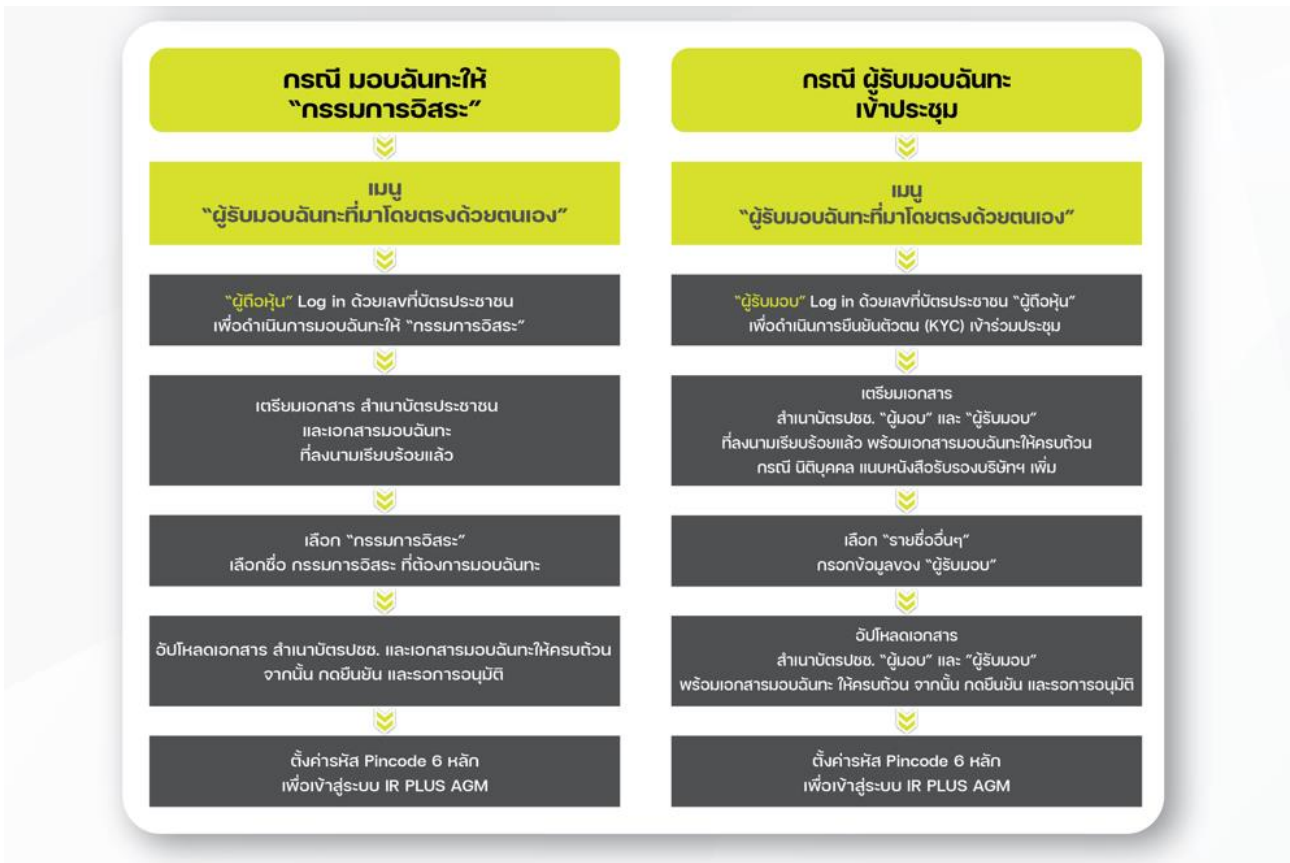 กรณี มอบฉันทะให้
“กรรมการอิสระ”
เมนู
“ผู้รับมอบฉันทะที่มาโดยตรงด้วยตนเอง”
“ผู้ถือหุ้น” Log in ด้วยเลขที่บัตรประชาชน
เพื่อดำเนินการมอบฉันทะให้ “กรรมการอิสระ”
เตรียมเอกสาร สำเนาบัตรประชาชน
และเอกสารมอบฉันทะ
ที่ลงนามเรียบร้อยแล้ว
เลือก “กรรมการอิสระ”
เลือกชื่อ กรรมการอิสระ ที่ต้องการมอบฉันทะ
อัปโหลดเอกสาร สำเนาบัตรปชช. และเอกสารมอบฉันทะให้ครบถ้วน
จากนั้น กดยืนยัน และรอการอนุมัติ
ตั้งค่ารหัส Pincode 6 หลัก
เพื่อเข้าสู่ระบบ IR PLUS AGM
กรณี ผู้รับมอบฉันทะ
เข้าประชุม
เมนู
“ผู้รับมอบฉันทะที่มาโดยตรงด้วยตนเอง”
“ผู้รับมอบ” Log in ด้วยเลขที่บัตรประชาชน “ผู้ถือหุ้น”
เพื่อดำเนินการยืนยันตัวตน (KYC) เข้าร่วมประชุม
เตรียมเอกสาร
สำเนาบัตรปชช. “ผู้มอบ” และ “ผู้รับมอบ”
ที่ลงนามเรียบร้อยแล้ว พร้อมเอกสารมอบฉันทะให้ครบถ้วน
กรณี นิติบุคคล แนบหนังสือรับรองบริษัทฯ เพิ่ม
เลือก “รายชื่ออื่นๆ”
กรอกข้อมูลของ “ผู้รับมอบ”
อัปโหลดเอกสาร
สำเนาบัตรปชช. “ผู้มอบ” และ “ผู้รับมอบ”
พร้อมเอกสารมอบฉันทะ ให้ครบถ้วน จากนั้น กดยืนยัน และรอการอนุมัติ
ตั้งค่ารหัส Pincode 6 หลัก
เพื่อเข้าสู่ระบบ IR PLUS AGM